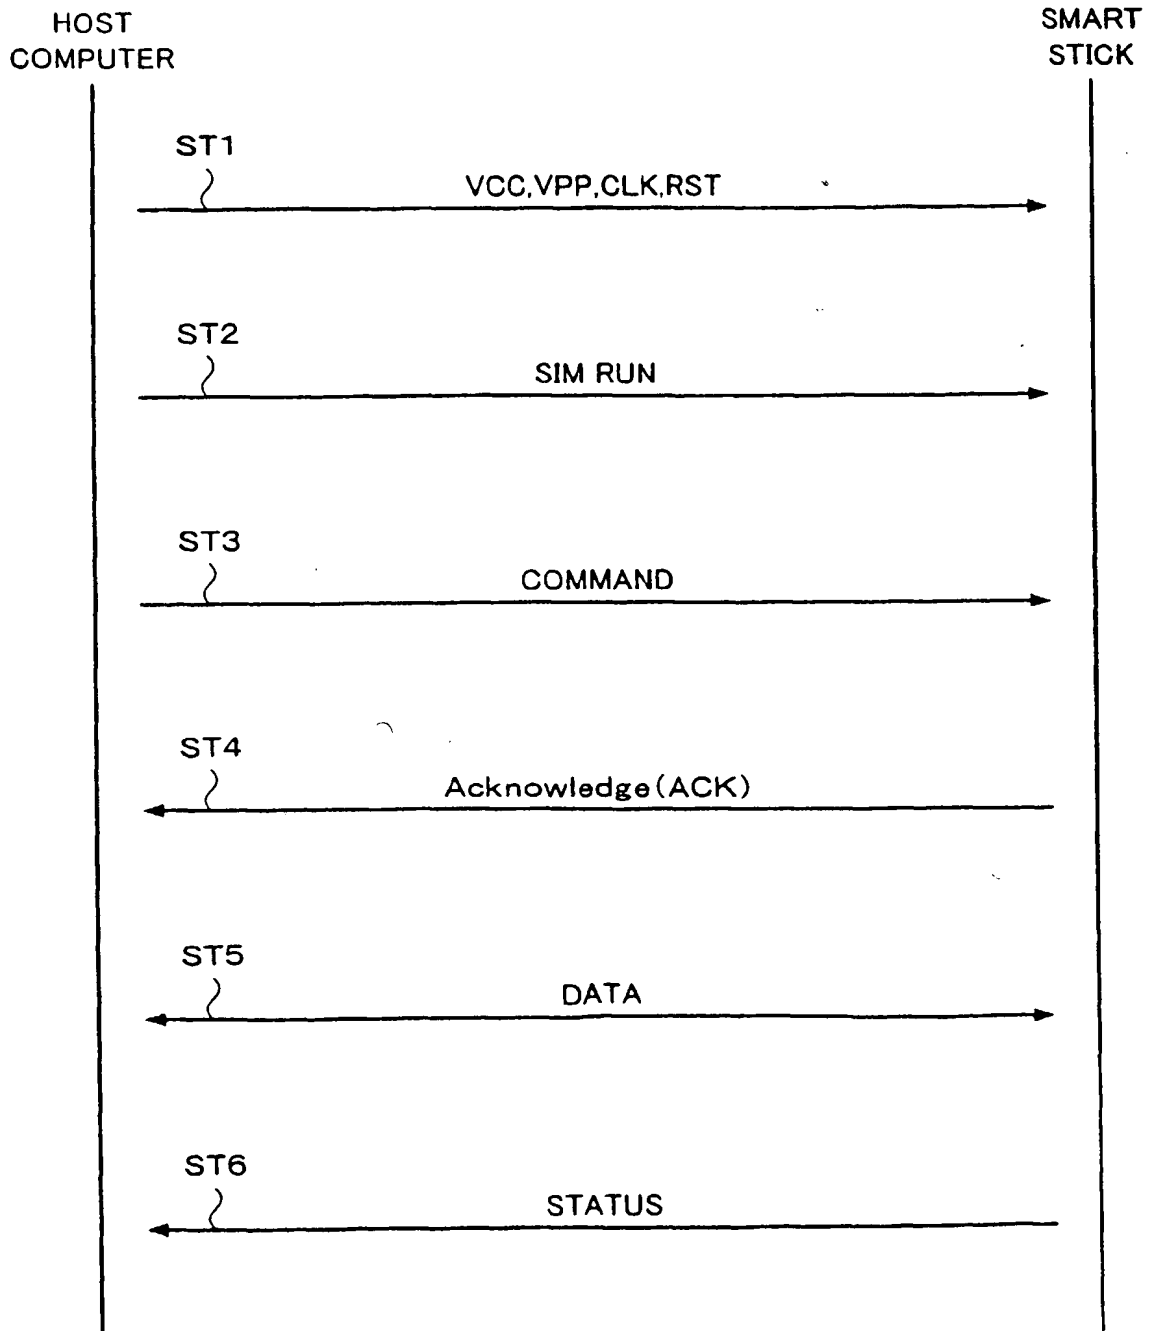 HOST
COMPUTER
SMART
STICK
ST1
VCC,VPP,CLK,RST
ST2
SIM RUN
ST3
COMMAND
ST4
Acknowledge(ACK)
ST5
DATA
ST6
STATUS